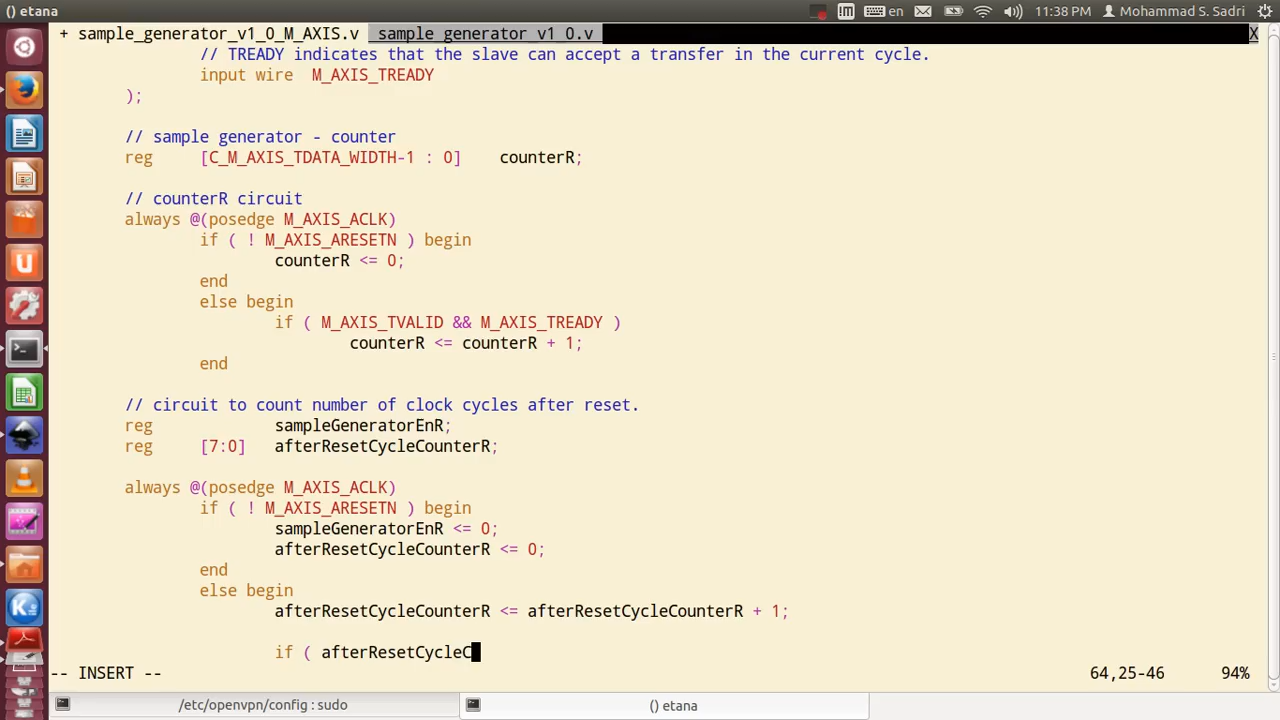 () etana
en
11:38 PM
Mohammad S. Sadri
+ sample_generator_v1_0_M_AXIS.v sample_generator_v1_0.v X
// TREADY indicates that the slave can accept a transfer in the current cycle.
input wire M_AXIS_TREADY
);
// sample generator - counter
reg [C_M_AXIS_TDATA_WIDTH-1 : 0] counterR;
// counterR circuit
always @(posedge M_AXIS_ACLK)
if ( ! M_AXIS_ARESETN ) begin
counterR <= 0;
end
else begin
if ( M_AXIS_TVALID && M_AXIS_TREADY )
counterR <= counterR + 1;
end
// circuit to count number of clock cycles after reset.
reg sampleGeneratorEnR;
reg [7:0] afterResetCycleCounterR;
always @(posedge M_AXIS_ACLK)
if ( ! M_AXIS_ARESETN ) begin
sampleGeneratorEnR <= 0;
afterResetCycleCounterR <= 0;
end
else begin
afterResetCycleCounterR <= afterResetCycleCounterR + 1;
if ( afterResetCycleC
-- INSERT -- 64,25-46 94%
/etc/openvpn/config : sudo
() etana